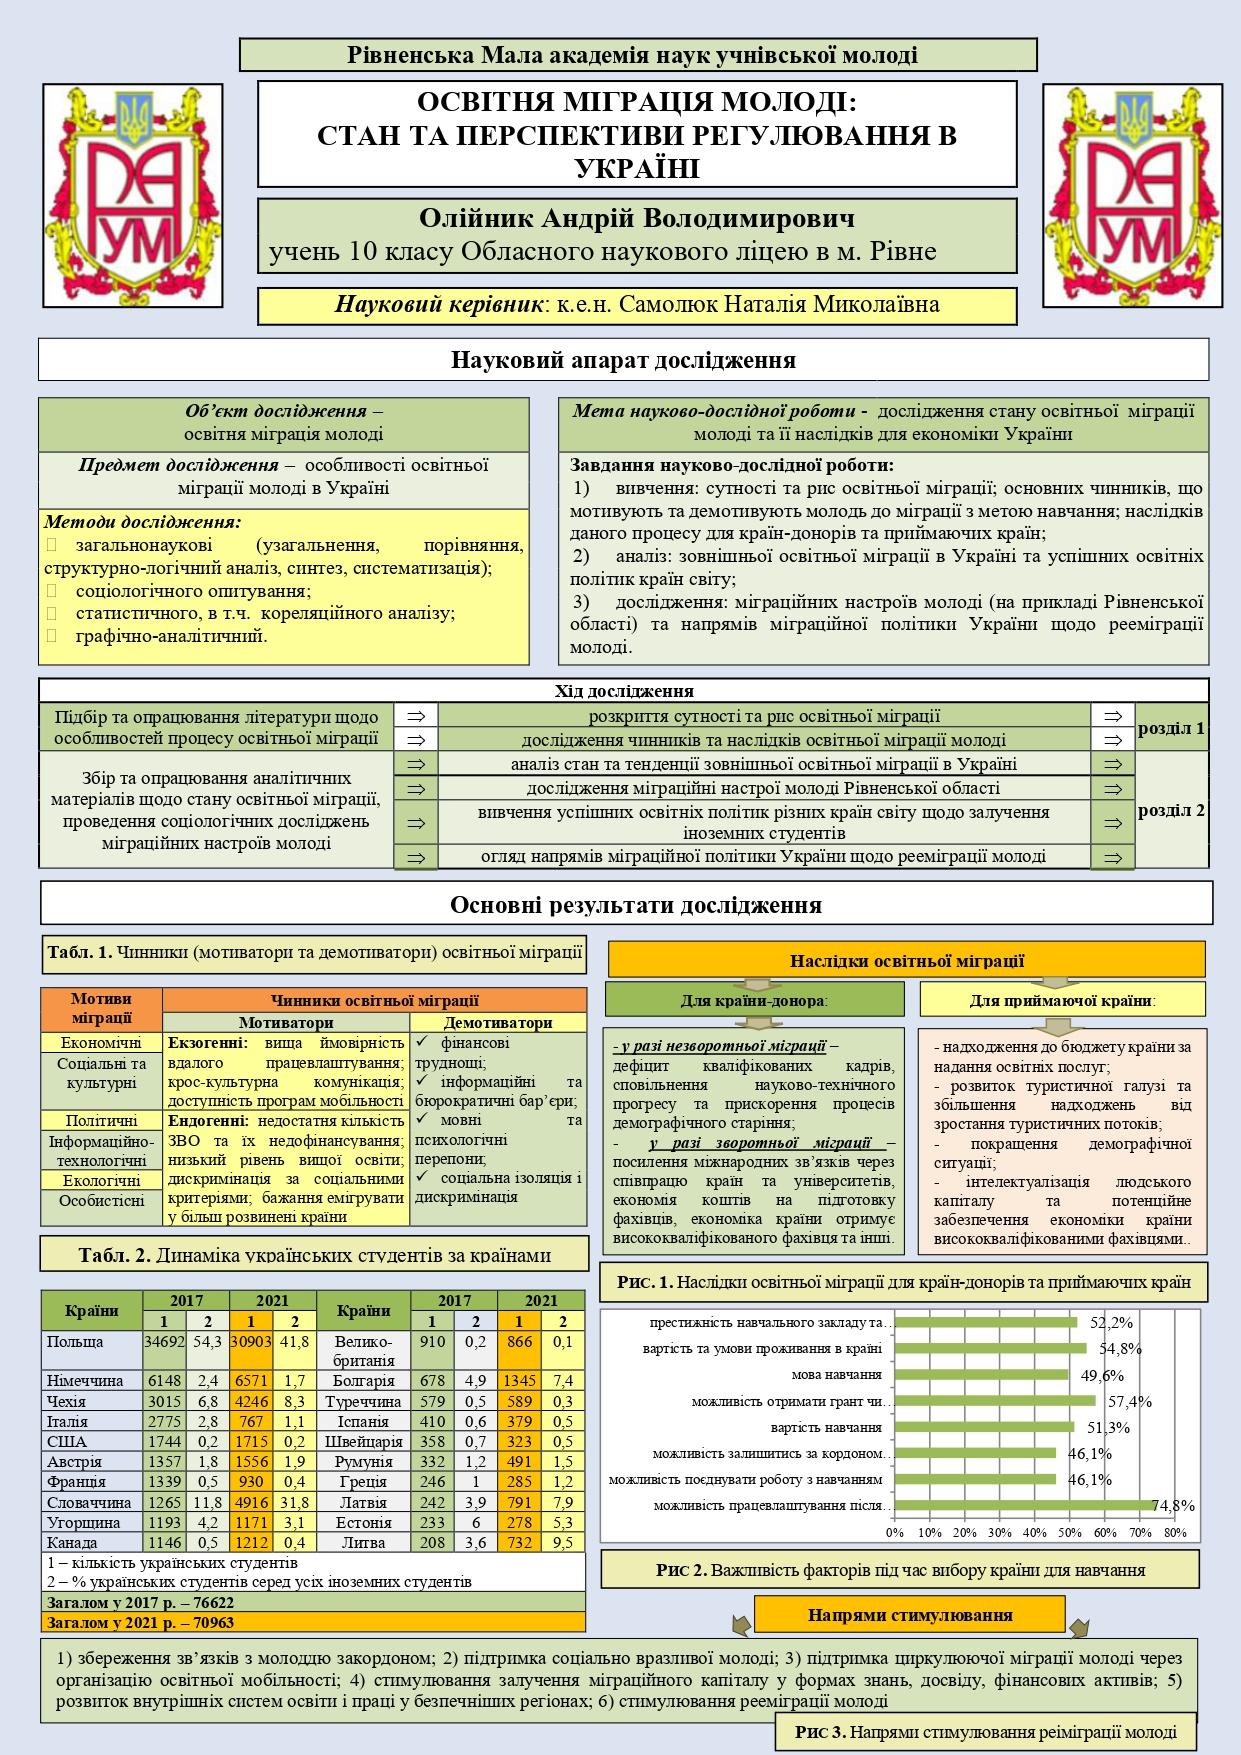 Рівненська Мала академія наук учнівської молоді
ОСВІТНЯ МІГРАЦІЯ МОЛОДІ:
СТАН ТА ПЕРСПЕКТИВИ РЕГУЛЮВАННЯ В
УКРАЇНІ
Олійник Андрій Володимирович
учень 10 класу Обласного наукового ліцею в м. Рівне
Науковий керівник: к.е.н. Самолюк Наталія Миколаївна
Науковий апарат дослідження
Об’єкт дослідження –
освітня міграція молоді
Предмет дослідження – особливості освітньої
міграції молоді в Україні
Методи дослідження:
загальнонаукові (узагальнення, порівняння,
структурно-логічний аналіз, синтез, систематизація);
соціологічного опитування;
статистичного, в т.ч. кореляційного аналізу;
графічно-аналітичний.
Мета науково-дослідної роботи - дослідження стану освітньої міграції
молоді та її наслідків для економіки України
Завдання науково-дослідної роботи:
1) вивчення: сутності та рис освітньої міграції; основних чинників, що
мотивують та демотивують молодь до міграції з метою навчання; наслідків
даного процесу для країн-донорів та приймаючих країн;
2) аналіз: зовнішньої освітньої міграції в Україні та успішних освітніх
політик країн світу;
3) дослідження: міграційних настроїв молоді (на прикладі Рівненської
області) та напрямів міграційної політики України щодо рееміграції
молоді.
Хід дослідження
Підбір та опрацювання літератури щодо
особливостей процесу освітньої міграції
⇒ розкриття сутності та рис освітньої міграції ⇒
⇒ дослідження чинників та наслідків освітньої міграції молоді ⇒
розділ 1
Збір та опрацювання аналітичних
матеріалів щодо стану освітньої міграції,
проведення соціологічних досліджень
міграційних настроїв молоді
⇒ аналіз стан та тенденції зовнішньої освітньої міграції в Україні ⇒
⇒ дослідження міграційні настрої молоді Рівненської області ⇒
⇒ вивчення успішних освітніх політик різних країн світу щодо залучення
іноземних студентів ⇒
⇒ огляд напрямів міграційної політики України щодо рееміграції молоді ⇒
розділ 2
Основні результати дослідження
Табл. 1. Чинники (мотиватори та демотиватори) освітньої міграції
Мотиви
міграції
Чинники освітньої міграції
Мотиватори Демотиватори
Економічні
Соціальні та
культурні
Політичні
Інформаційно-
технологічні
Екологічні
Особистісні
Екзогенні: вища ймовірність
вдалого працевлаштування;
крос-культурна комунікація;
доступність програм мобільності
Ендогенні: недостатня кількість
ЗВО та їх недофінансування;
низький рівень вищої освіти;
дискримінація за соціальними
критеріями; бажання емігрувати
у більш розвинені країни
✓ фінансові
труднощі;
✓ інформаційні та
бюрократичні бар’єри;
✓ мовні та
психологічні
перепони;
✓ соціальна ізоляція і
дискримінація
Наслідки освітньої міграції
Для країни-донора:
- у разі незворотньої міграції –
дефіцит кваліфікованих кадрів,
сповільнення науково-технічного
прогресу та прискорення процесів
демографічного старіння;
- у разі зворотньої міграції –
посилення міжнародних зв’язків через
співпрацю країн та університетів,
економія коштів на підготовку
фахівців, економіка країни отримує
висококваліфікованого фахівця та інші.
Для приймаючої країни:
- надходження до бюджету країни за
надання освітніх послуг;
- розвиток туристичної галузі та
збільшення надходжень від
зростання туристичних потоків;
- покращення демографічної
ситуації;
- інтелектуалізація людського
капіталу та потенційне
забезпечення економіки країни
висококваліфікованими фахівцями..
Рис. 1. Наслідки освітньої міграції для країн-донорів та приймаючих країн
Табл. 2. Динаміка українських студентів за країнами
Країни 2017 2021 Країни 2017 2021
1 2 1 2 1 2 1 2
Польща 34692 54,3 30903 41,8 Велико- 910 0,2 866 0,1
британія
Німеччина 6148 2,4 6571 1,7 Болгарія 678 4,9 1345 7,4
Чехія 3015 6,8 4246 8,3 Туреччина 579 0,5 589 0,3
Італія 2775 2,8 767 1,1 Іспанія 410 0,6 379 0,5
США 1744 0,2 1715 0,2 Швейцарія 358 0,7 323 0,5
Австрія 1357 1,8 1556 1,9 Румунія 332 1,2 491 1,5
Франція 1339 0,5 930 0,4 Греція 246 1 285 1,2
Словаччина 1265 11,8 4916 31,8 Латвія 242 3,9 791 7,9
Угорщина 1193 4,2 1171 3,1 Естонія 233 6 278 5,3
Канада 1146 0,5 1212 0,4 Литва 208 3,6 732 9,5
1 – кількість українських студентів
2 – % українських студентів серед усіх іноземних студентів
Загалом у 2017 р. – 76622
Загалом у 2021 р. – 70963
престижність навчального закладу та… 52,2%
вартість та умови проживання в країні 54,8%
мова навчання 49,6%
можливість отримати грант чи… 57,4%
вартість навчання 51,3%
можливість залишитись за кордоном… 46,1%
можливість поєднувати роботу з навчанням 46,1%
можливість працевлаштування після… 74,8%
0% 10% 20% 30% 40% 50% 60% 70% 80%
Рис 2. Важливість факторів під час вибору країни для навчання
Напрями стимулювання
1) збереження зв’язків з молоддю закордоном; 2) підтримка соціально вразливої молоді; 3) підтримка циркулюючої міграції молоді через
організацію освітньої мобільності; 4) стимулювання залучення міграційного капіталу у формах знань, досвіду, фінансових активів; 5)
розвиток внутрішніх систем освіти і праці у безпечніших регіонах; 6) стимулювання рееміграції молоді
Рис 3. Напрями стимулювання реіміграції молоді